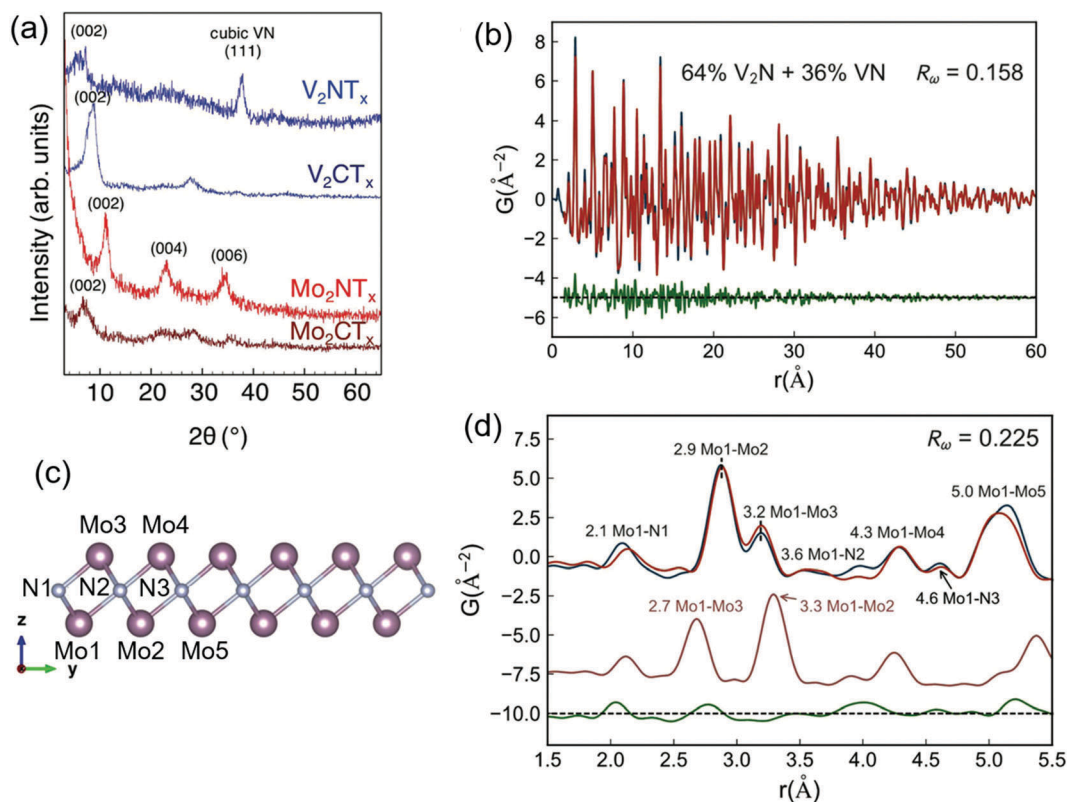 (a)
(002)
cubic VN
(111)
V₂NTₓ
(002)
V₂CTₓ
(002)
(004)
(006)
Mo₂NTₓ
(002)
Mo₂CTₓ
Intensity (arb. units)
10 20 30 40 50 60
2θ (°)
(b)
64% V₂N + 36% VN
R_ω = 0.158
8
6
4
2
0
−2
−4
−6
G(Å⁻²)
0 10 20 30 40 50 60
r(Å)
(c)
Mo3 Mo4
N1 N2 N3
Mo1 Mo2 Mo5
z
y
(d)
R_ω = 0.225
2.9 Mo1-Mo2
5.0 Mo1-Mo5
3.2 Mo1-Mo3
2.1 Mo1-N1
4.3 Mo1-Mo4
3.6 Mo1-N2
4.6 Mo1-N3
2.7 Mo1-Mo3
3.3 Mo1-Mo2
7.5
5.0
2.5
0.0
−2.5
−5.0
−7.5
−10.0
G(Å⁻²)
1.5 2.0 2.5 3.0 3.5 4.0 4.5 5.0 5.5
r(Å)